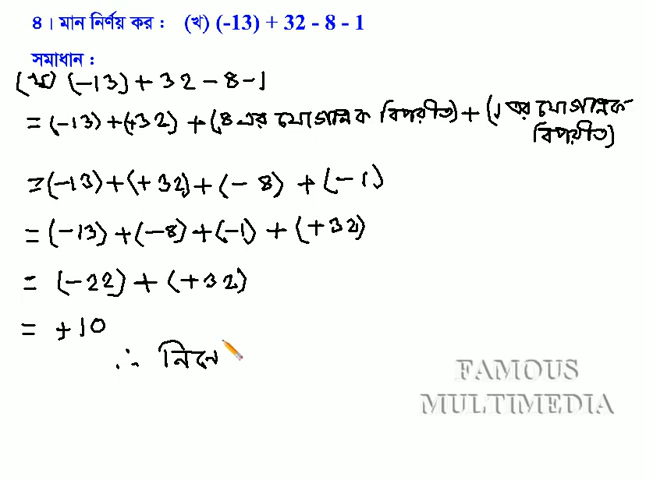 ৪। মান নির্ণয় কর : (খ) (-13) + 32 - 8 - 1
সমাধান :
(খ) (-13) + 32 - 8 - 1
= (-13) + (+32) + (8 এর যোগাত্মক বিপরীত) + (1 এর যোগাত্মক বিপরীত)
= (-13) + (+32) + (-8) + (-1)
= (-13) + (-8) + (-1) + (+32)
= (-22) + (+32)
= +10
∴ নির্ণে
FAMOUS
MULTIMEDIA